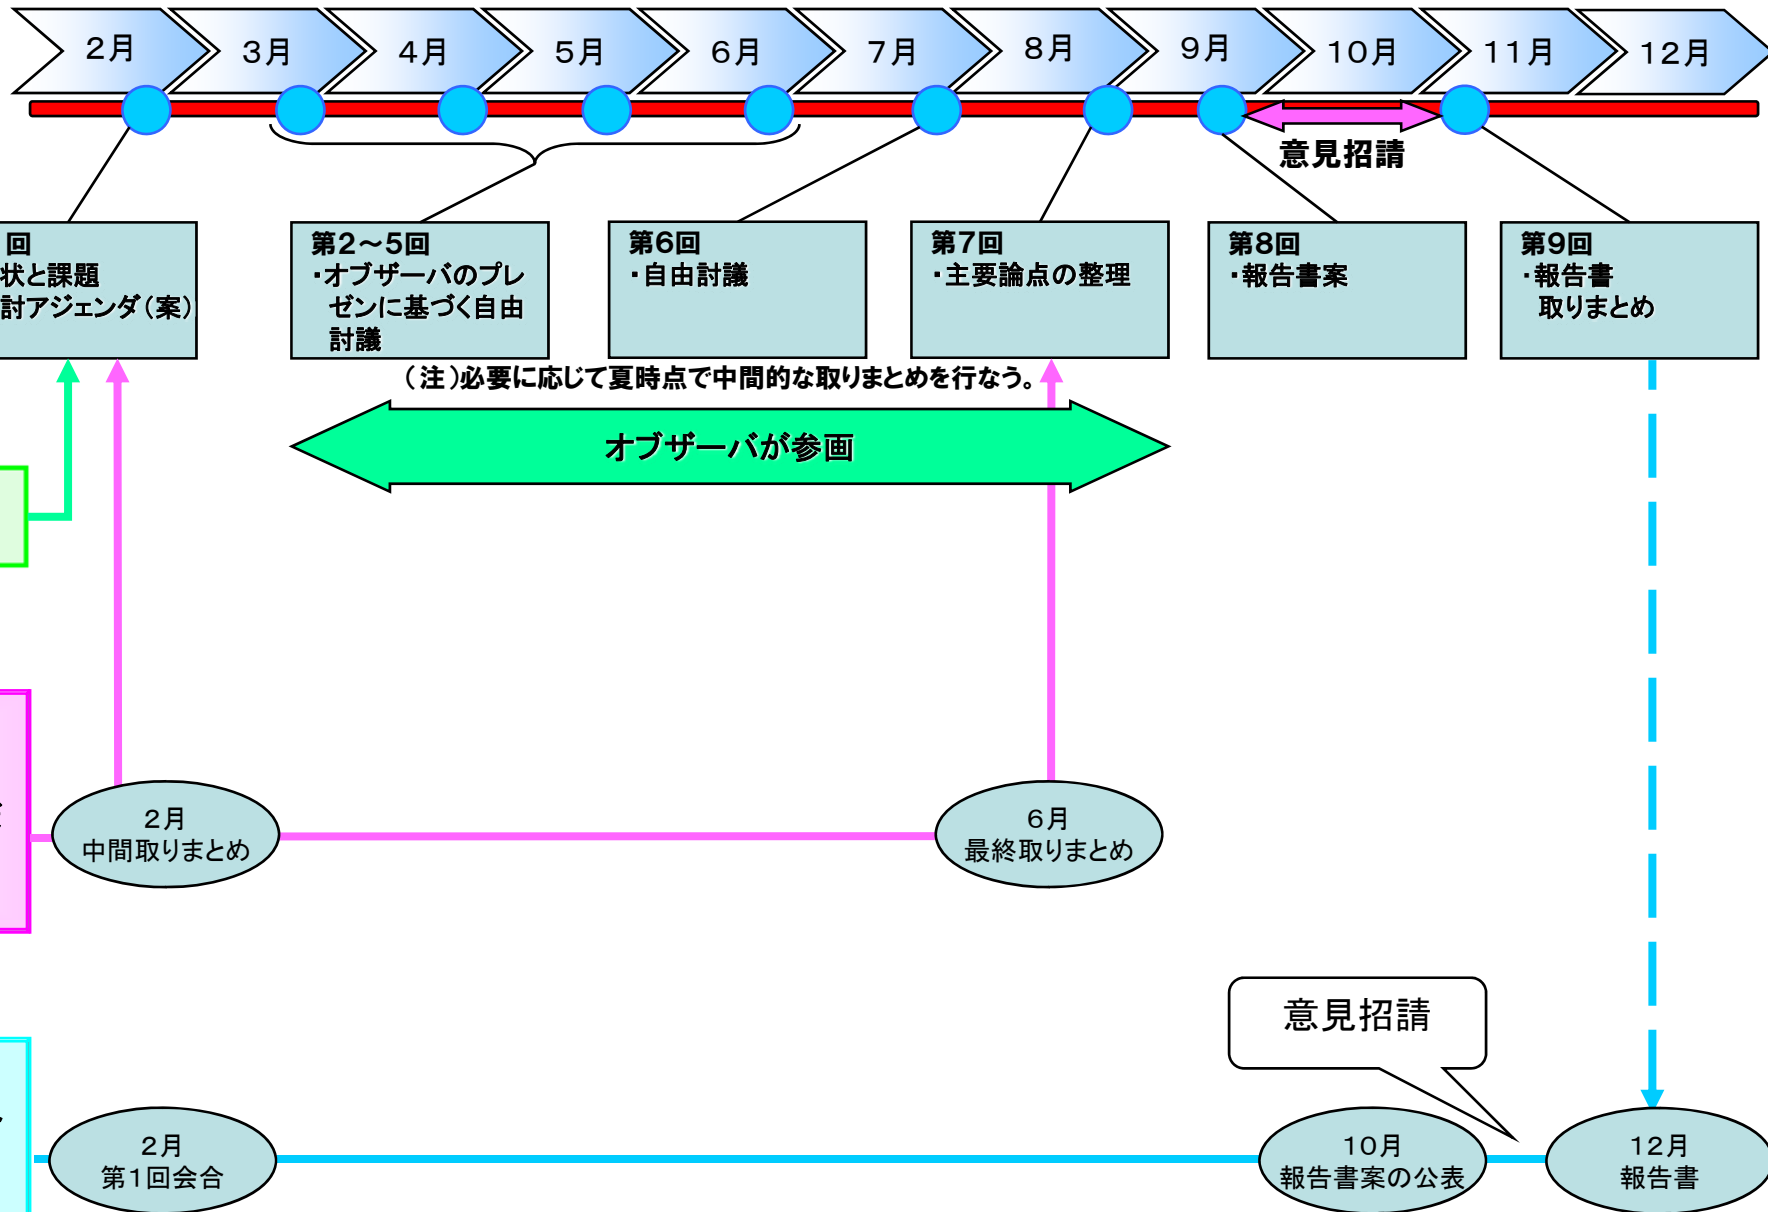 2月
3月
4月
5月
6月
7月
8月
9月
10月
11月
12月
意見招請
回
状と課題
討アジェンダ(案)
第2～5回
・オブザーバのプレ
ゼンに基づく自由
討議
第6回
・自由討議
第7回
・主要論点の整理
第8回
・報告書案
第9回
・報告書
取りまとめ
(注)必要に応じて夏時点で中間的な取りまとめを行なう。
オブザーバが参画
2月
中間取りまとめ
6月
最終取りまとめ
意見招請
2月
第1回会合
10月
報告書案の公表
12月
報告書